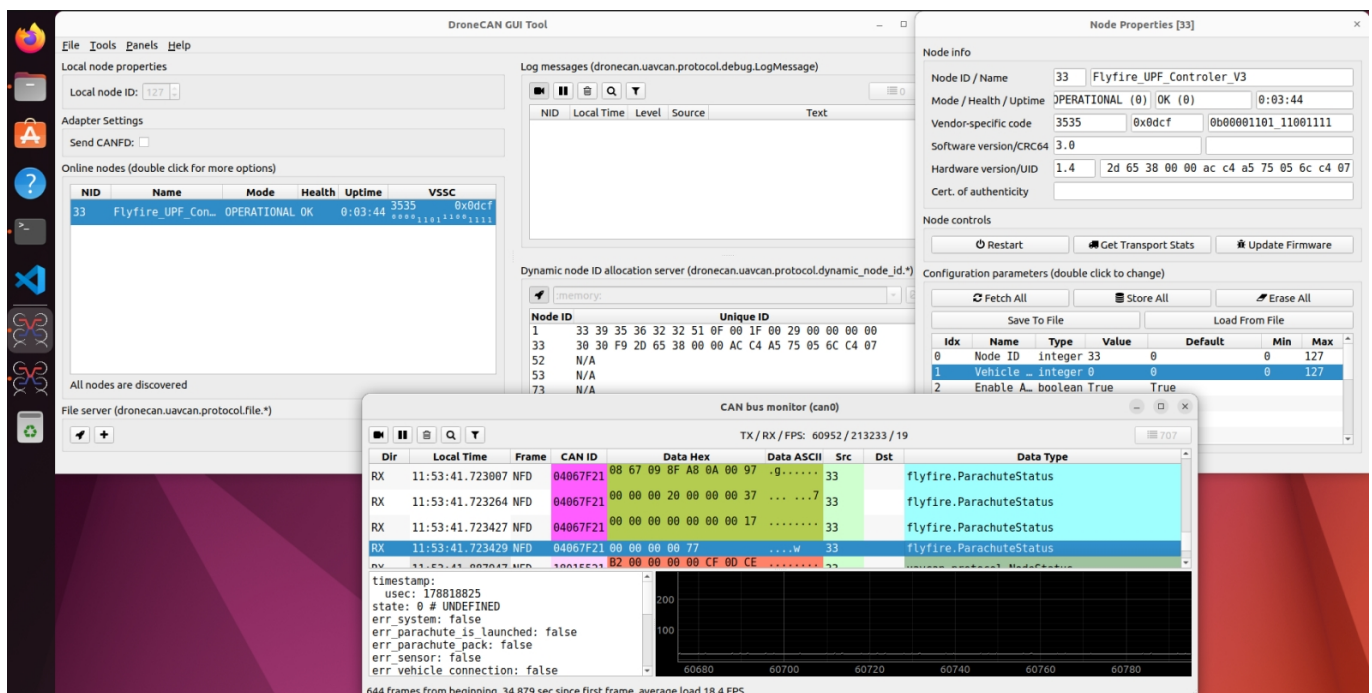 DroneCAN GUI Tool
File Tools Panels Help
Local node properties
Local node ID: 127
Adapter Settings
Send CANFD:
Online nodes (double click for more options)
NID Name Mode Health Uptime VSSC
33 Flyfire_UPF_Con... OPERATIONAL OK 0:03:44 3535 0x0dcf
0000110111001111
All nodes are discovered
File server (dronecan.uavcan.protocol.file.*)
Log messages (dronecan.uavcan.protocol.debug.LogMessage)
0
NID Local Time Level Source Text
Dynamic node ID allocation server (dronecan.uavcan.protocol.dynamic_node_id.*)
:memory:
Node ID Unique ID
1 33 39 35 36 32 32 51 0F 00 1F 00 29 00 00 00 00
33 30 30 F9 2D 65 38 00 00 AC C4 A5 75 05 6C C4 07
52 N/A
53 N/A
73 N/A
Node Properties [33]
Node info
Node ID / Name 33 Flyfire_UPF_Controler_V3
Mode / Health / Uptime OPERATIONAL (0) OK (0) 0:03:44
Vendor-specific code 3535 0x0dcf 0b00001101_11001111
Software version/CRC64 3.0
Hardware version/UID 1.4 2d 65 38 00 00 ac c4 a5 75 05 6c c4 07
Cert. of authenticity
Node controls
Restart Get Transport Stats Update Firmware
Configuration parameters (double click to change)
Fetch All Store All Erase All
Save To File Load From File
Idx Name Type Value Default Min Max
0 Node ID integer 33 0 0 127
1 Vehicle ... integer 0 0 0 127
2 Enable A... boolean True True
CAN bus monitor (can0)
TX / RX / FPS: 60952 / 213233 / 19
707
Dir Local Time Frame CAN ID Data Hex Data ASCII Src Dst Data Type
RX 11:53:41.723007 NFD 04067F21 08 67 09 8F A8 0A 00 97 .g...... 33 flyfire.ParachuteStatus
RX 11:53:41.723264 NFD 04067F21 00 00 00 20 00 00 00 37 ... ...7 33 flyfire.ParachuteStatus
RX 11:53:41.723427 NFD 04067F21 00 00 00 00 00 00 00 17 ........ 33 flyfire.ParachuteStatus
RX 11:53:41.723429 NFD 04067F21 00 00 00 00 77 ....w 33 flyfire.ParachuteStatus
B2 00 00 00 00 CF 0D CE
timestamp:
usec: 178818825
state: 0 # UNDEFINED
err_system: false
err_parachute_is_launched: false
err_parachute_pack: false
err_sensor: false
err_vehicle_connection: false
200
100
60680 60700 60720 60740 60760 60780
644 frames from beginning, 34.879 sec since first frame, average load 18.4 FPS